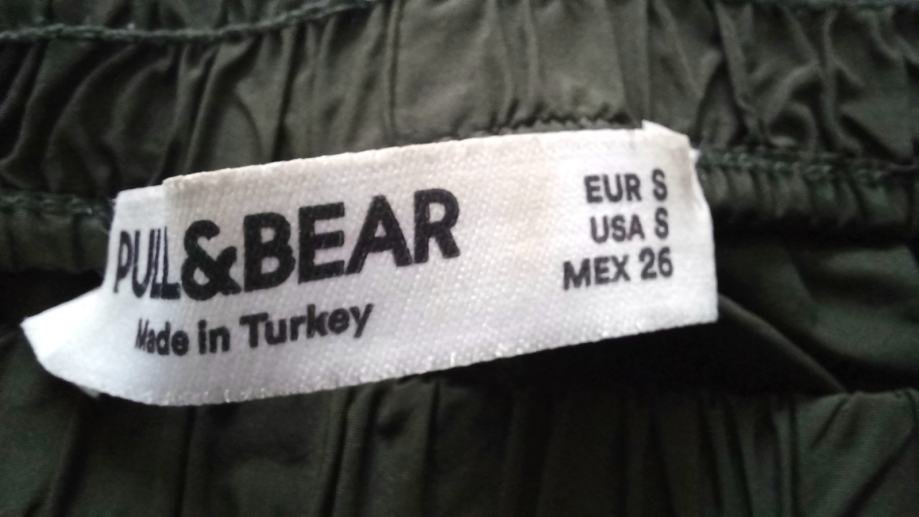 PULL&BEAR
Made in Turkey
EUR S
USA S
MEX 26